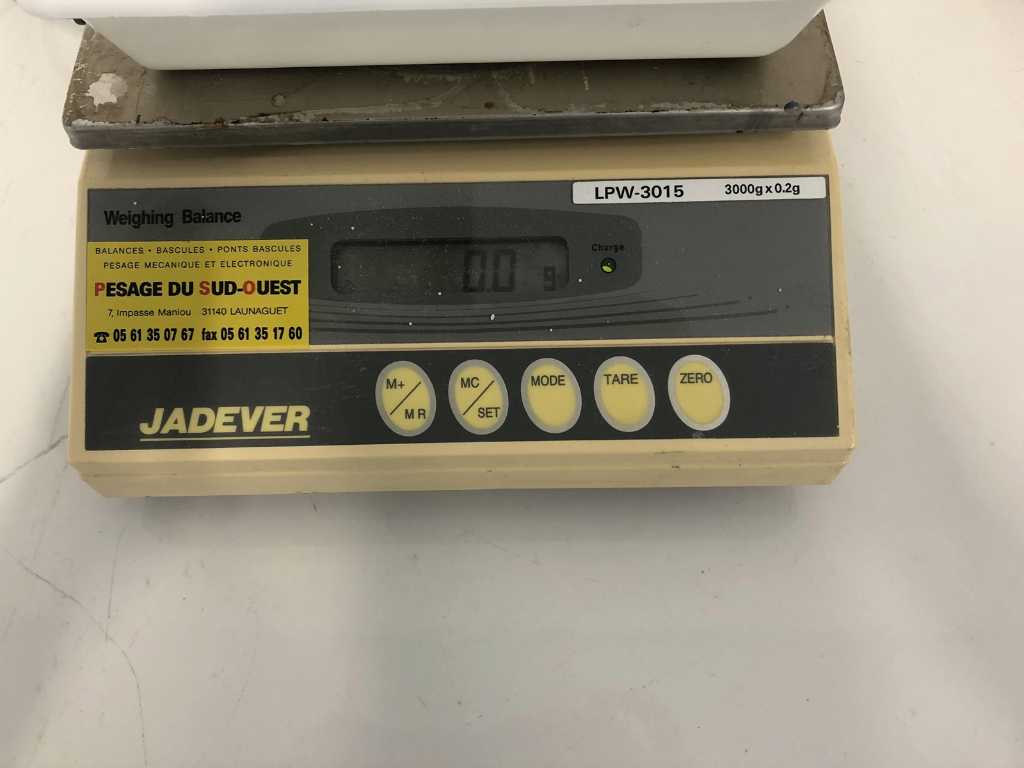 LPW-3015 3000g x 0.2g
Weighing Balance
BALANCES • BASCULES • PONTS BASCULES
PESAGE MECANIQUE ET ELECTRONIQUE
PESAGE DU SUD-OUEST
7, Impasse Maniou 31140 LAUNAGUET
☎ 05 61 35 07 67 fax 05 61 35 17 60
0.0 g
Charge
JADEVER
M+/MR
MC/SET
MODE
TARE
ZERO